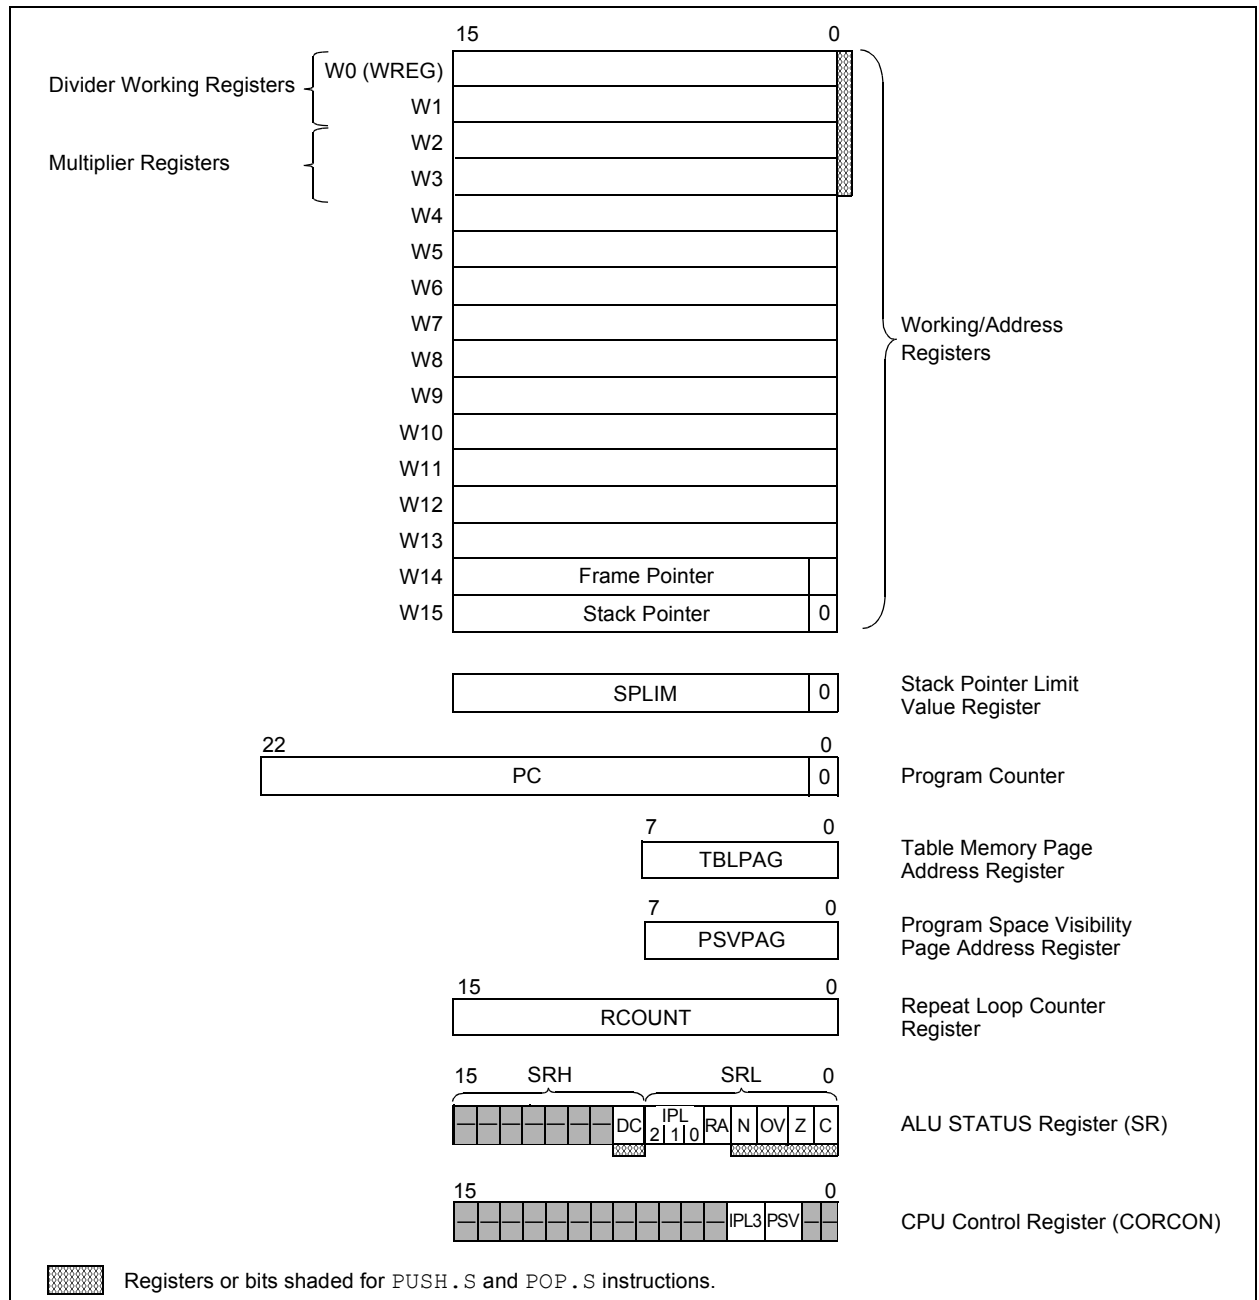 15 0
Divider Working Registers
W0 (WREG)
W1
Multiplier Registers
W2
W3
W4
W5
W6
W7
W8
W9
W10
W11
W12
W13
W14 Frame Pointer
W15 Stack Pointer 0
Working/Address
Registers
SPLIM 0
Stack Pointer Limit
Value Register
22 0
PC 0 Program Counter
7 0
TBLPAG
Table Memory Page
Address Register
7 0
PSVPAG
Program Space Visibility
Page Address Register
15 0
RCOUNT
Repeat Loop Counter
Register
15 SRH SRL 0
— — — — — — — DC IPL 2 1 0 RA N OV Z C ALU STATUS Register (SR)
15 0
— — — — — — — — — — — — IPL3 PSV — — CPU Control Register (CORCON)
Registers or bits shaded for PUSH.S and POP.S instructions.